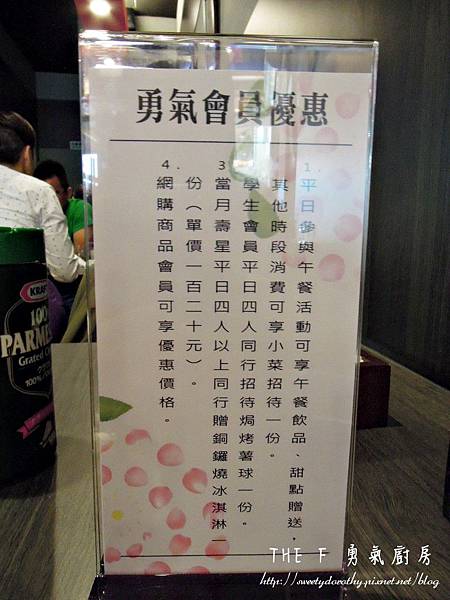 勇氣會員優惠
1.平日參與午餐活動可享午餐飲品、甜點贈送，
其他時段消費可享小菜招待一份。
學生會員平日四人同行招待焗烤薯球一份。
3
當月壽星平日四人以上同行贈銅鑼燒冰淇淋一
份（單價一百二十元）。
4.
網購商品會員可享優惠價格。
KRAFT
100%
PARME
Grated
THE F 勇氣廚房
http://sweetydorothy.pixnet.net/blog